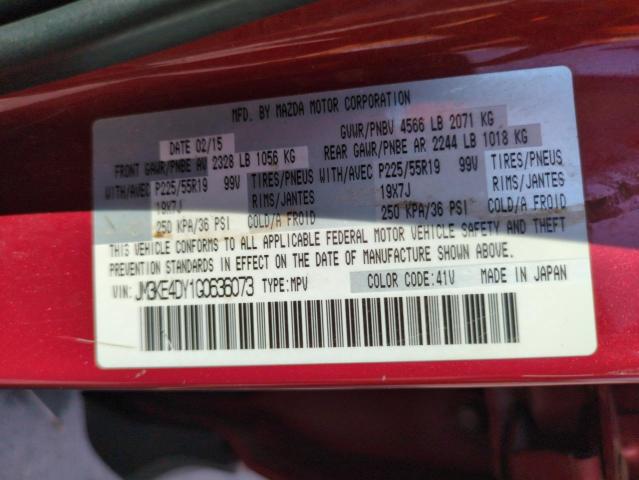 MFD. BY MAZDA MOTOR CORPORATION
DATE 02/15 GVWR/PNBV 4566 LB 2071 KG
FRONT GAWR/PNBE AV 2328 LB 1056 KG REAR GAWR/PNBE AR 2244 LB 1018 KG
WITH/AVEC P225/55R19 99V TIRES/PNEUS WITH/AVEC P225/55R19 99V TIRES/PNEUS
19X7J RIMS/JANTES 19X7J RIMS/JANTES
250 KPA/36 PSI COLD/A FROID 250 KPA/36 PSI COLD/A FROID
THIS VEHICLE CONFORMS TO ALL APPLICABLE FEDERAL MOTOR VEHICLE SAFETY AND THEFT
PREVENTION STANDARDS IN EFFECT ON THE DATE OF MANUFACTURE SHOWN ABOVE.
VIN: JM3KE4DY1G0636073 TYPE:MPV COLOR CODE:41V MADE IN JAPAN